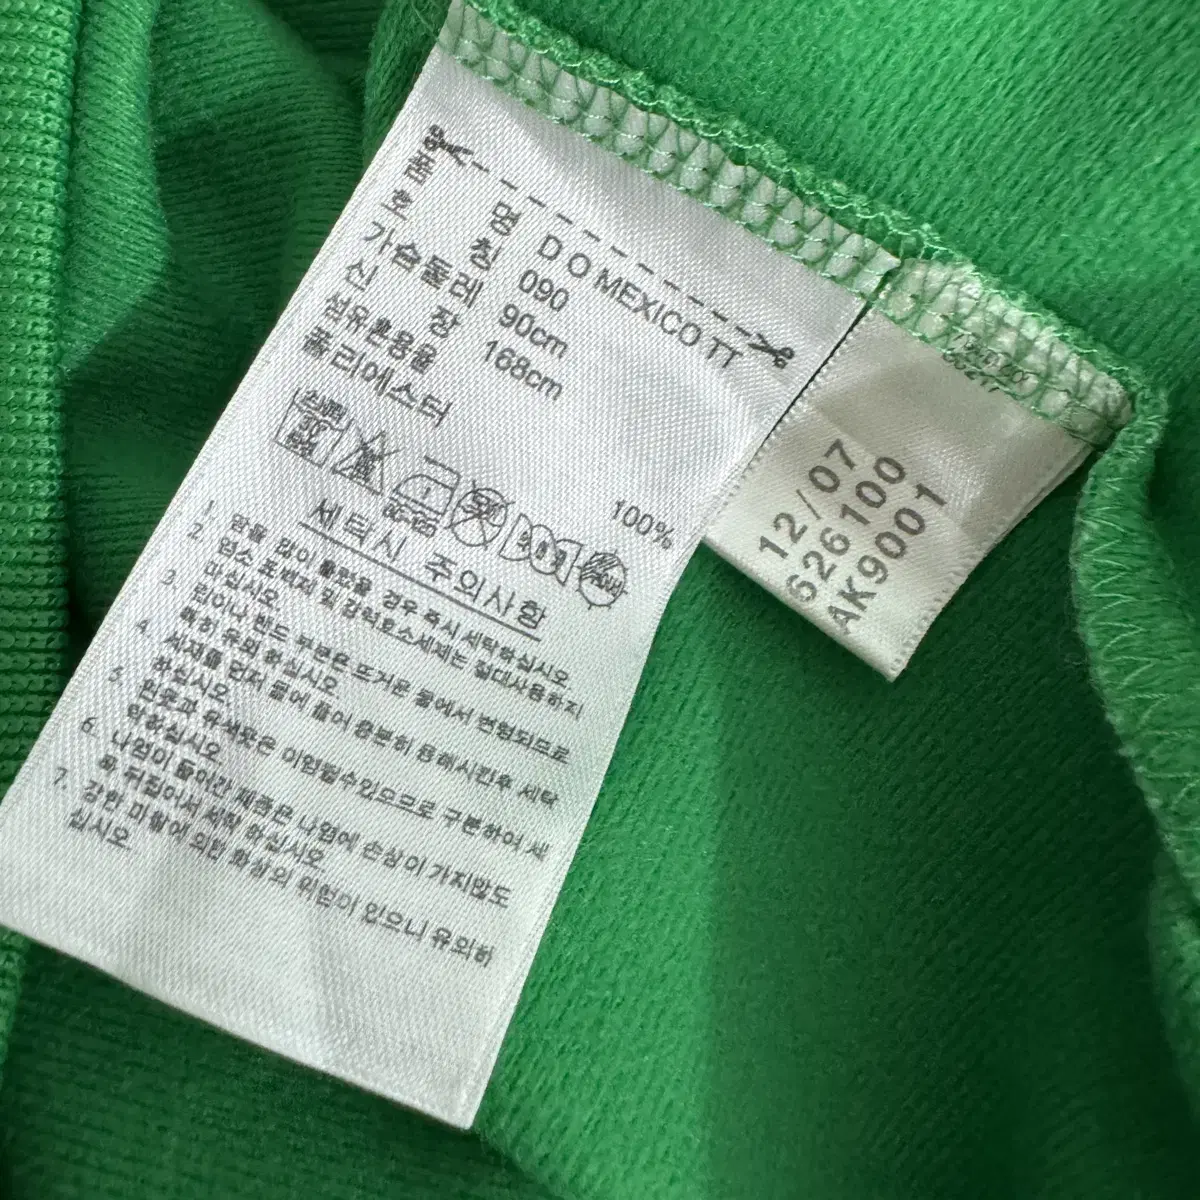 품 명 D O MEXICO TT
호 칭 090
가슴둘레 90cm
신 장 168cm
섬유혼용율
폴리에스터 100%
세탁시 주의사항
1. 땀을 많이 흘렸을 경우 즉시 세탁하십시오
2. 염소 표백제 및 강력효소세제는 절대사용하지
마십시오
3. 밴드 부분은 뜨거운 물에서 변형되므로
특히 유의 하십시오
4. 세제를 먼저 물에 풀어 충분히 용해시킨후 세탁
하십시오.
5. 흰옷과 유색옷은 이염될수있으므로 구분하여 세
탁하십시오
6. 나염이 들어간 제품은 나염에 손상이 가지않도
록 뒤집어서 세탁 하십시오
7. 강한 마찰에 의한 화상의 위험이 있으니 유의하
십시오
12/07
626100
AK9001